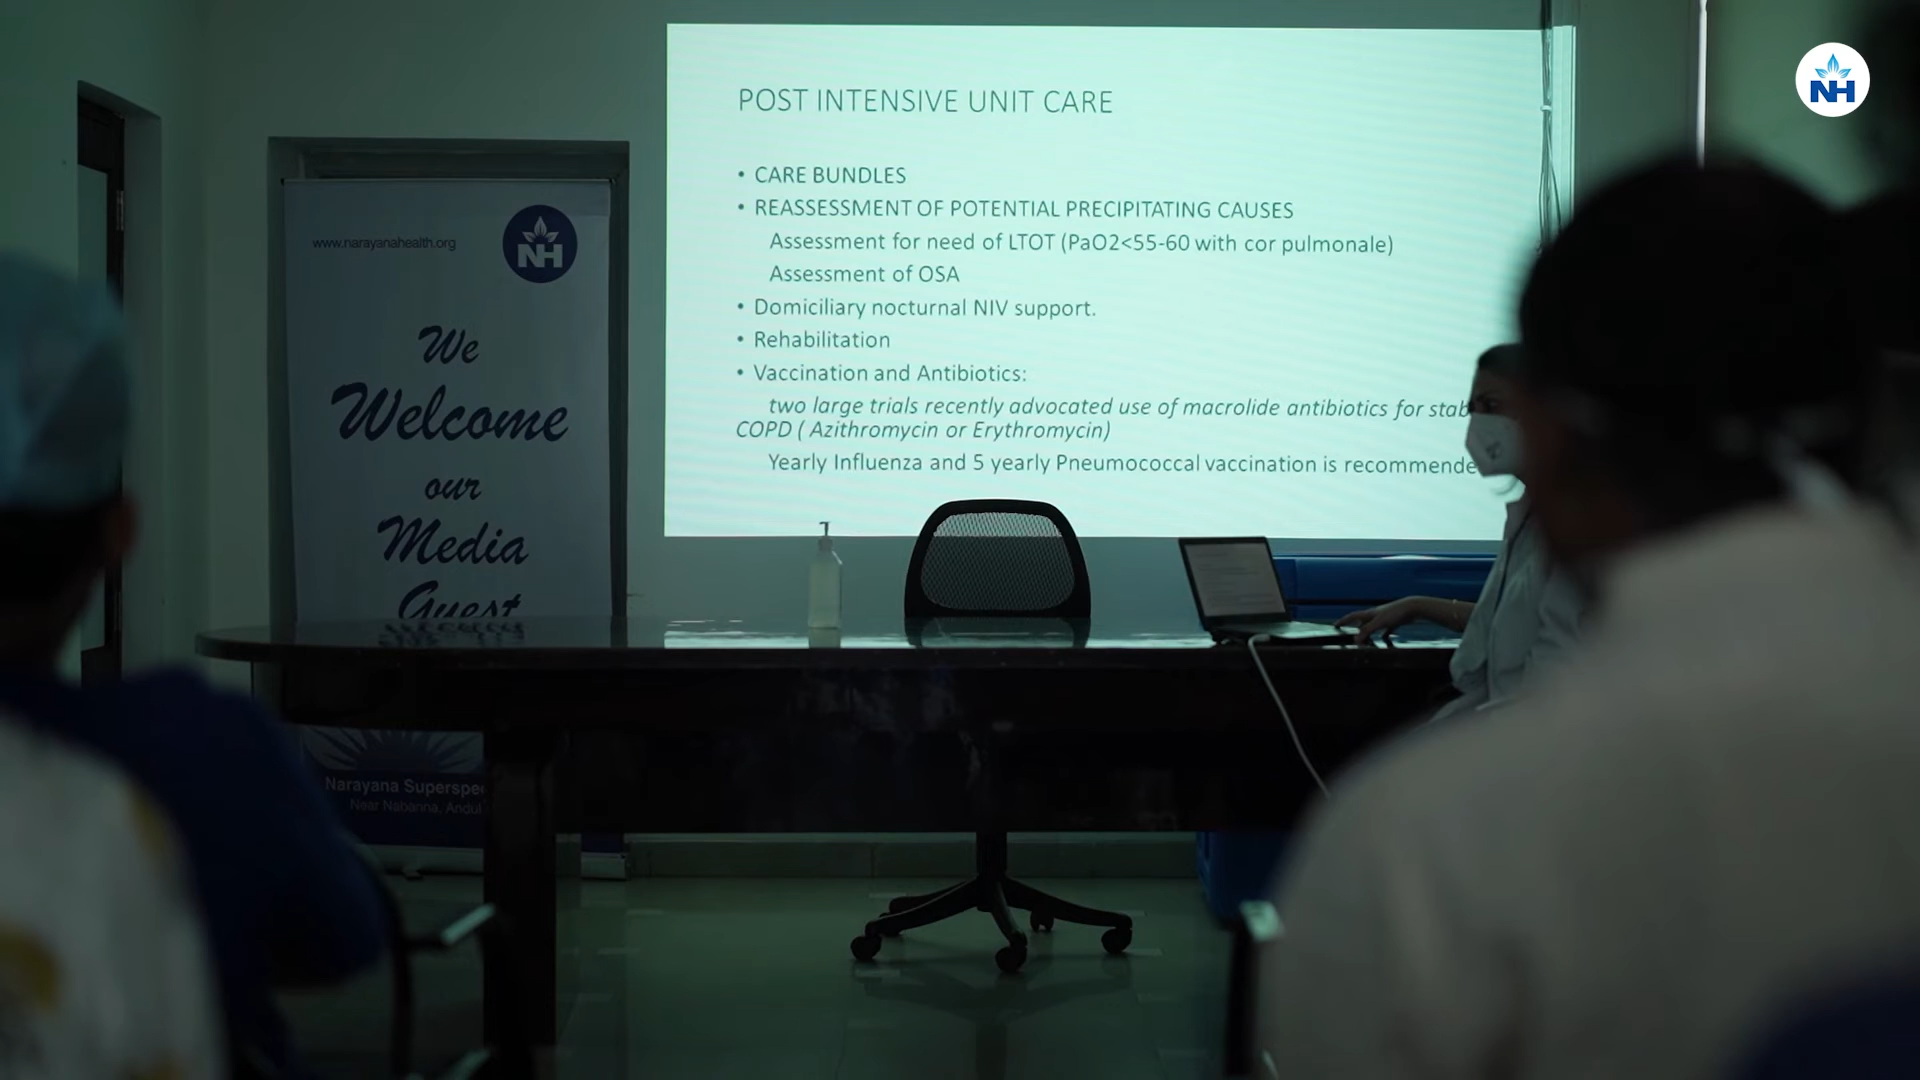 NH
POST INTENSIVE UNIT CARE
• CARE BUNDLES
• REASSESSMENT OF POTENTIAL PRECIPITATING CAUSES
Assessment for need of LTOT (PaO2<55-60 with cor pulmonale)
Assessment of OSA
• Domiciliary nocturnal NIV support.
• Rehabilitation
• Vaccination and Antibiotics:
two large trials recently advocated use of macrolide antibiotics for stab
COPD ( Azithromycin or Erythromycin)
Yearly Influenza and 5 yearly Pneumococcal vaccination is recommende
www.narayanahealth.org
NH
We
Welcome
our
Media
Guest
Narayana Superspe
Near Nabanna, Andul